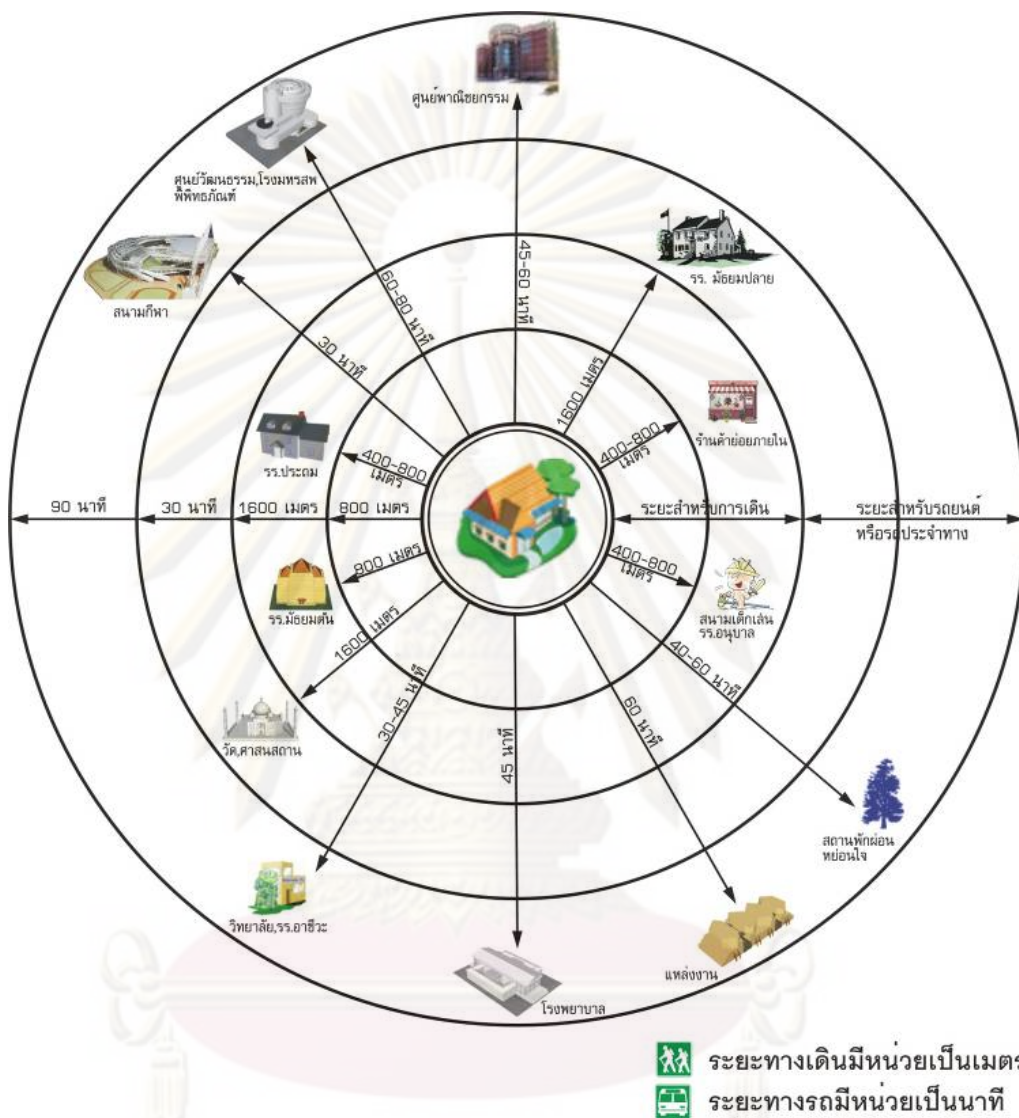 ศูนย์พาณิชยกรรม
ศูนย์วัฒนธรรม,โรงมหรสพ
พิพิทธภัณฑ์
สนามกีฬา
รร. มัธยมปลาย
45-60 นาที
60-80 นาที
30 นาที
1600 เมตร
ร้านค้าย่อยภายใน
400-800
เมตร
รร.ประถม
400-800
เมตร
90 นาที
30 นาที
1600 เมตร
800 เมตร
ระยะสำหรับการเดิน
ระยะสำหรับรถยนต์
หรือรถประจำทาง
800 เมตร
รร.มัธยมต้น
400-800
เมตร
สนามเด็กเล่น
รร.อนุบาล
1600 เมตร
วัด,ศาสนสถาน
30-45 นาที
45 นาที
60 นาที
40-60 นาที
สถานพักผ่อน
หย่อนใจ
วิทยาลัย,รร.อาชีวะ
โรงพยาบาล
แหล่งงาน
ระยะทางเดินมีหน่วยเป็นเมตร
ระยะทางรถมีหน่วยเป็นนาที